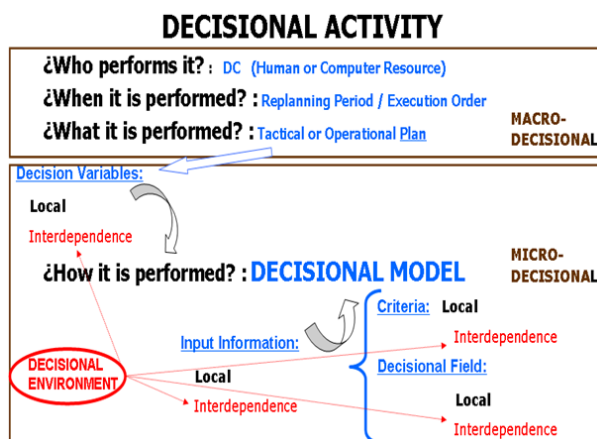 DECISIONAL ACTIVITY
¿Who performs it? : DC (Human or Computer Resource)
¿When it is performed? : Replanning Period / Execution Order
¿What it is performed? : Tactical or Operational Plan
MACRO-
DECISIONAL
Decision Variables:
Local
Interdependence
¿How it is performed? : DECISIONAL MODEL
MICRO-
DECISIONAL
Criteria: Local
Interdependence
Input Information:
Decisional Field:
DECISIONAL
ENVIRONMENT
Local
Interdependence
Local
Interdependence